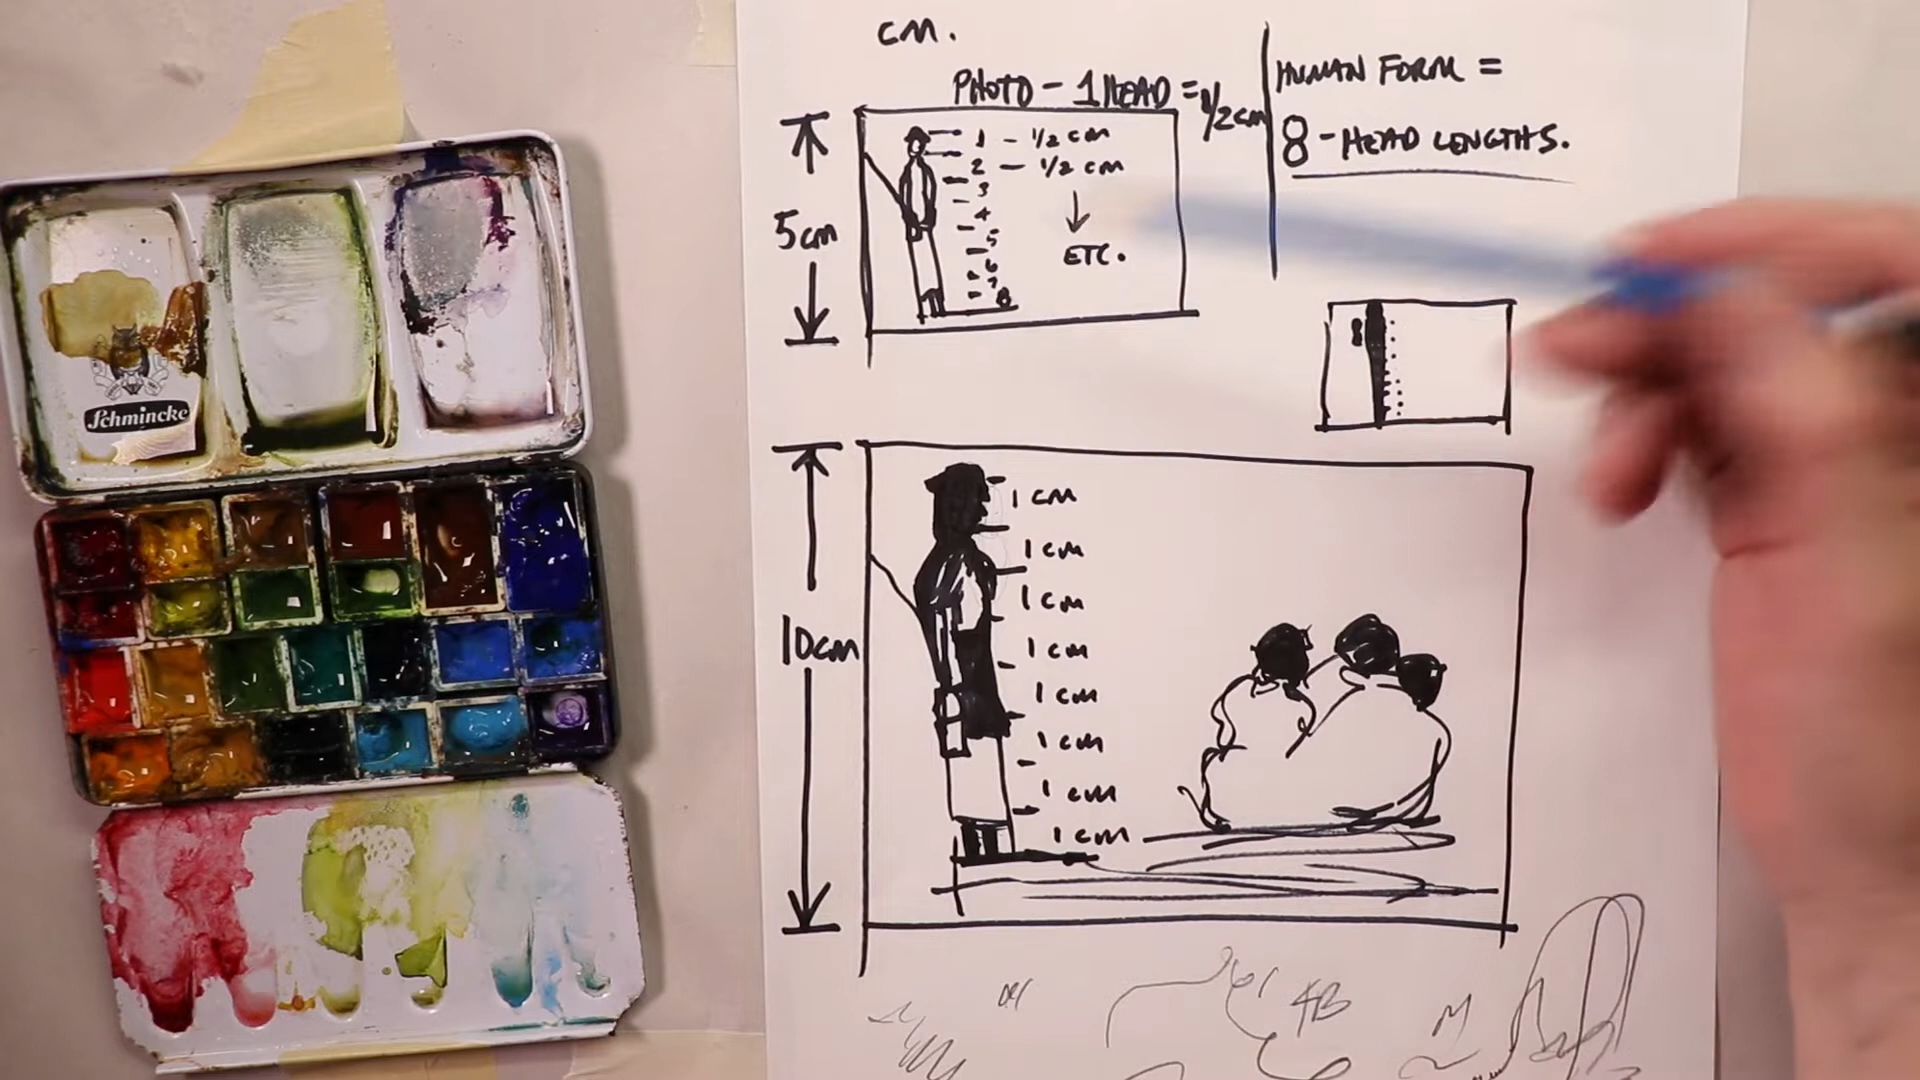 CM.
PHOTO - 1 HEAD = 1/2 cm
HUMAN FORM =
8 - HEAD LENGTHS.
1 - 1/2 cm
2 - 1/2 cm
3
4
5
6
7
8
ETC.
5cm
8
10cm
1 cm
1 cm
1 cm
1 cm
1 cm
1 cm
1 cm
1 cm
Schmincke
4B